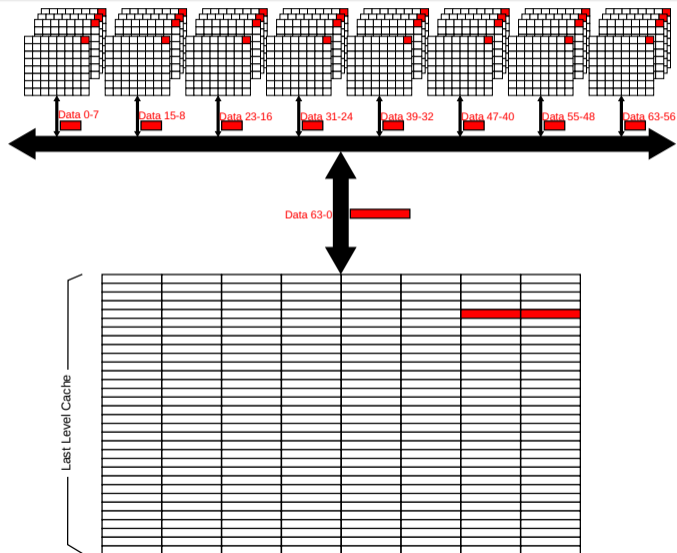 Data 0-7
Data 15-8
Data 23-16
Data 31-24
Data 39-32
Data 47-40
Data 55-48
Data 63-56
Data 63-0
Last Level Cache